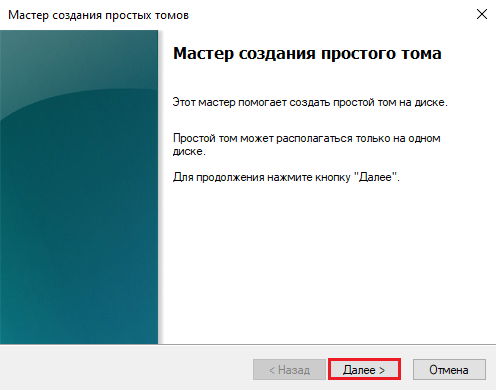 Мастер создания простых томов
Мастер создания простого тома
Этот мастер помогает создать простой том на диске.
Простой том может располагаться только на одном
диске.
Для продолжения нажмите кнопку "Далее".
< Назад
Далее >
Отмена